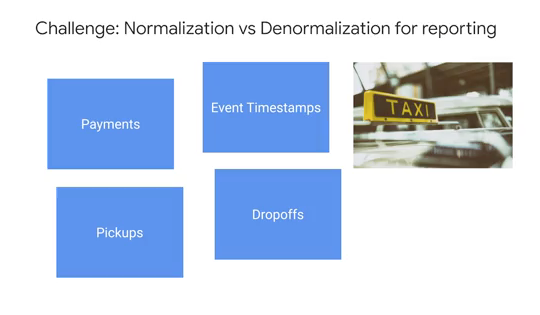 Challenge: Normalization vs Denormalization for reporting
Payments
Event Timestamps
TAXI
Pickups
Dropoffs